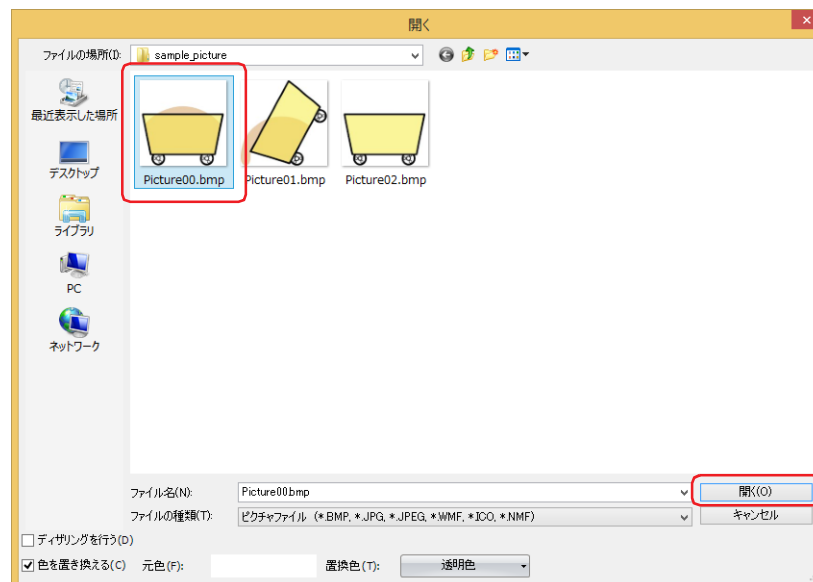 開く
ファイルの場所(I):
sample_picture
最近表示した場所
デスクトップ
ライブラリ
PC
ネットワーク
Picture00.bmp
Picture01.bmp
Picture02.bmp
ファイル名(N):
Picture00.bmp
開く(O)
ファイルの種類(T):
ピクチャファイル (*.BMP, *.JPG, *.JPEG, *.WMF, *.ICO, *.NMF)
キャンセル
ディザリングを行う(D)
色を置き換える(C)
元色(F):
置換色(T):
透明色